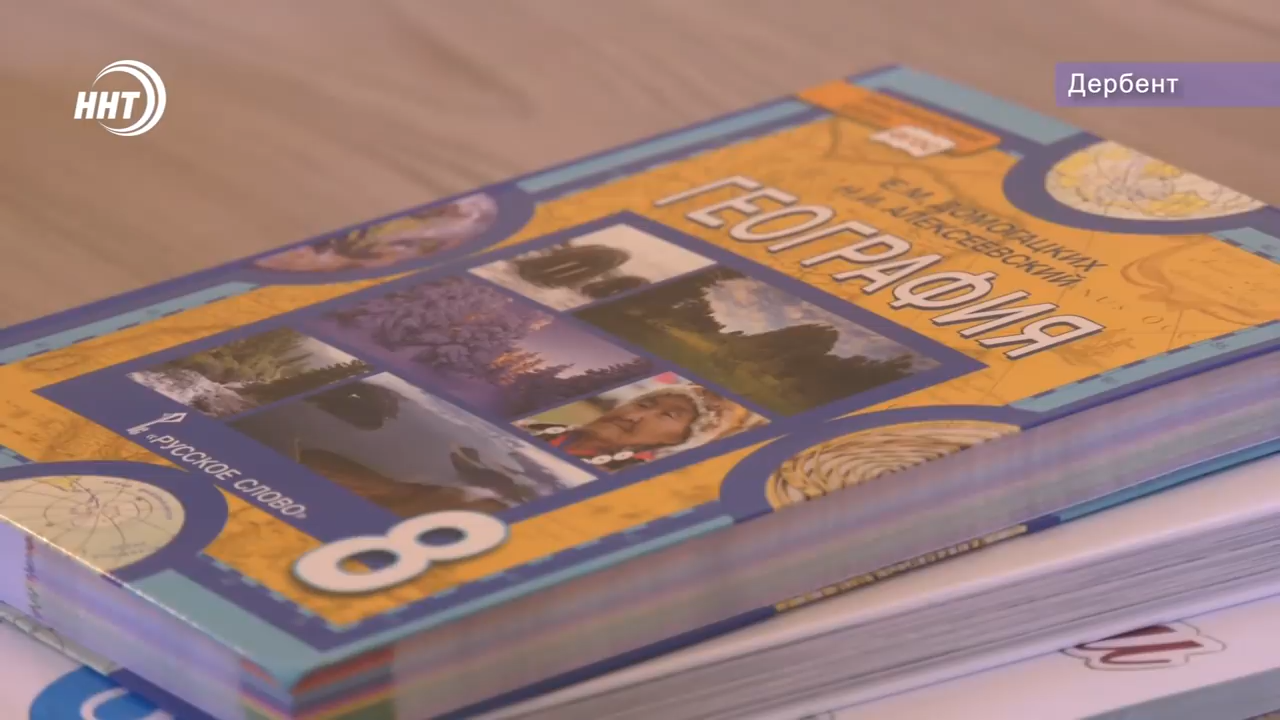 ННТ
Дербент
Е.М. ДОМОГАЦКИХ
Н.И. АЛЕКСЕЕВСКИЙ
ГЕОГРАФИЯ
«РУССКОЕ СЛОВО»
8